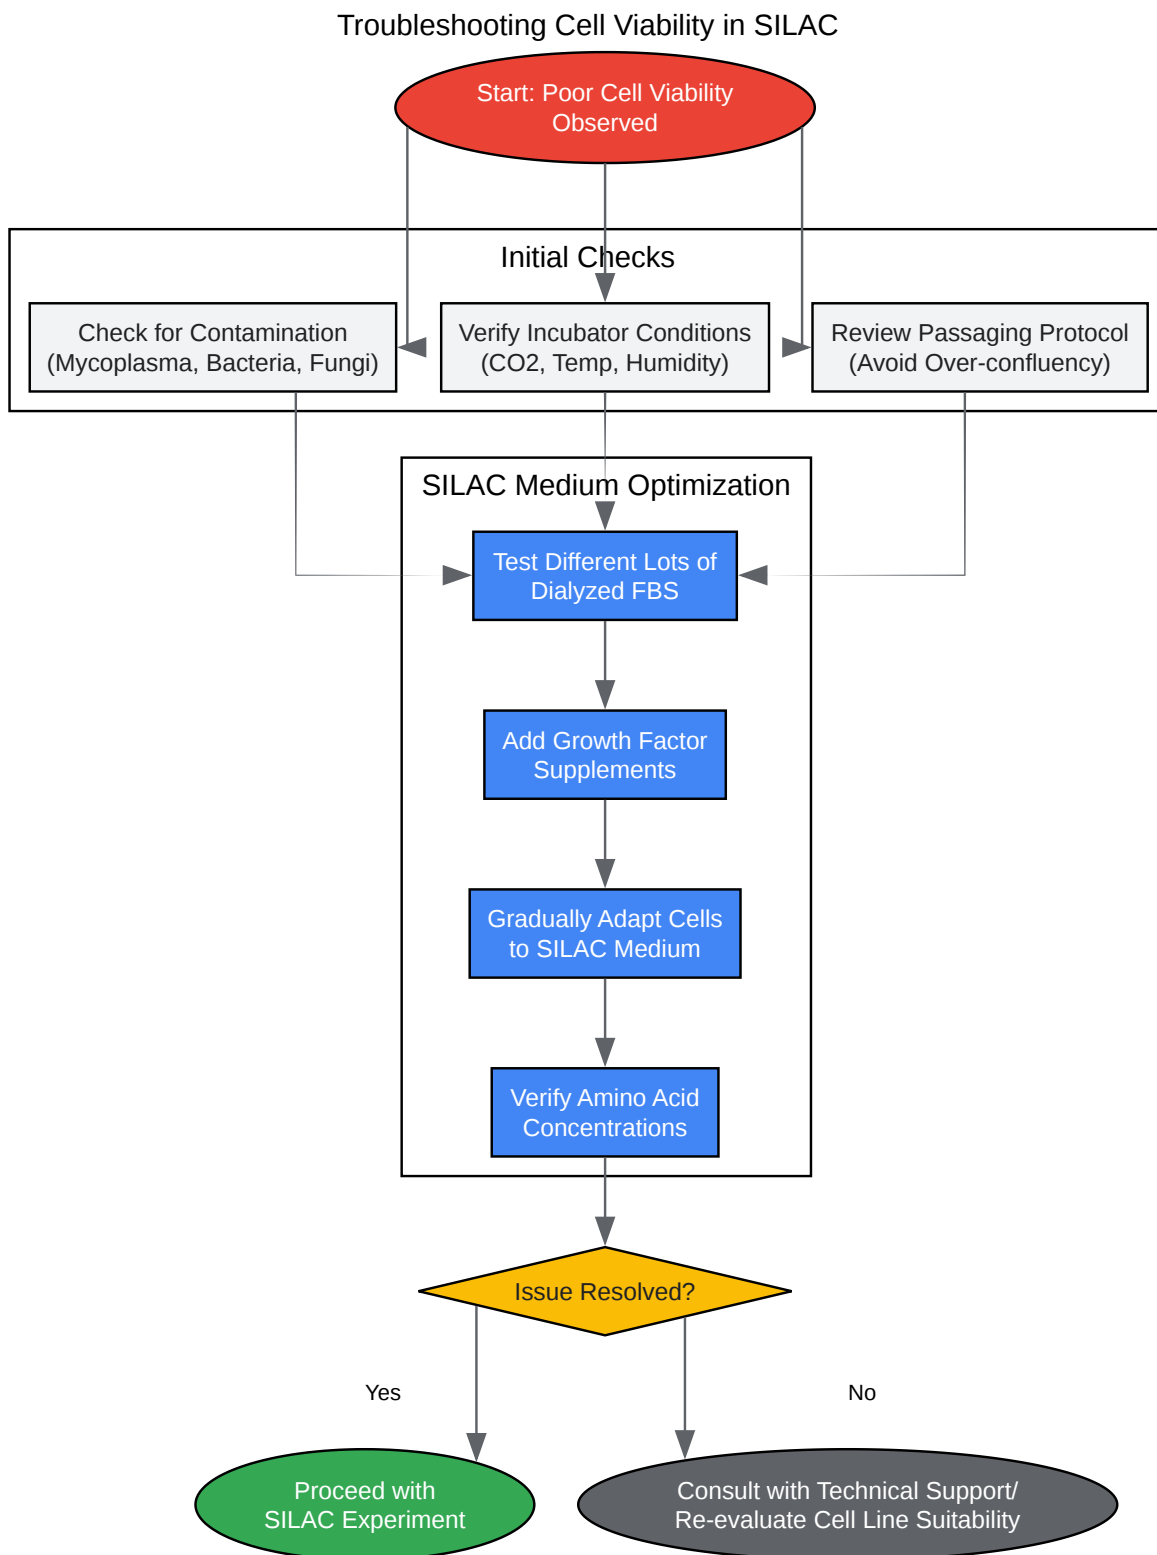 Troubleshooting Cell Viability in SILAC
Start: Poor Cell Viability
Observed
Initial Checks
Check for Contamination
(Mycoplasma, Bacteria, Fungi)
Verify Incubator Conditions
(CO2, Temp, Humidity)
Review Passaging Protocol
(Avoid Over-confluency)
SILAC Medium Optimization
Test Different Lots of
Dialyzed FBS
Add Growth Factor
Supplements
Gradually Adapt Cells
to SILAC Medium
Verify Amino Acid
Concentrations
Issue Resolved?
Yes
No
Proceed with
SILAC Experiment
Consult with Technical Support/
Re-evaluate Cell Line Suitability